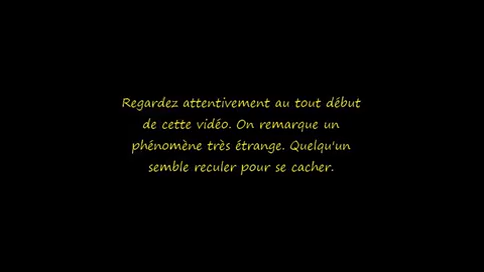 Regardez attentivement au tout début
de cette vidéo. On remarque un
phénomène très étrange. Quelqu'un
semble reculer pour se cacher.